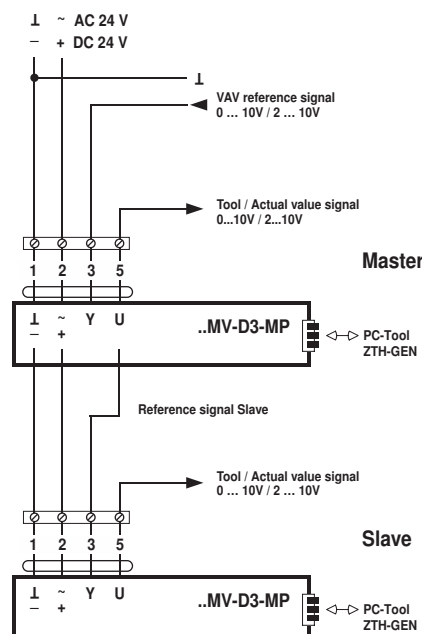 ⊥ ~ AC 24 V
– + DC 24 V
⊥
VAV reference signal
0 ... 10V / 2 ... 10V
Tool / Actual value signal
0...10V / 2...10V
1 2 3 5
Master
⊥ ~ Y U
– +
..MV-D3-MP
PC-Tool
ZTH-GEN
Reference signal Slave
Tool / Actual value signal
0 ... 10V / 2 ... 10V
1 2 3 5
Slave
⊥ ~ Y U
– +
..MV-D3-MP
PC-Tool
ZTH-GEN